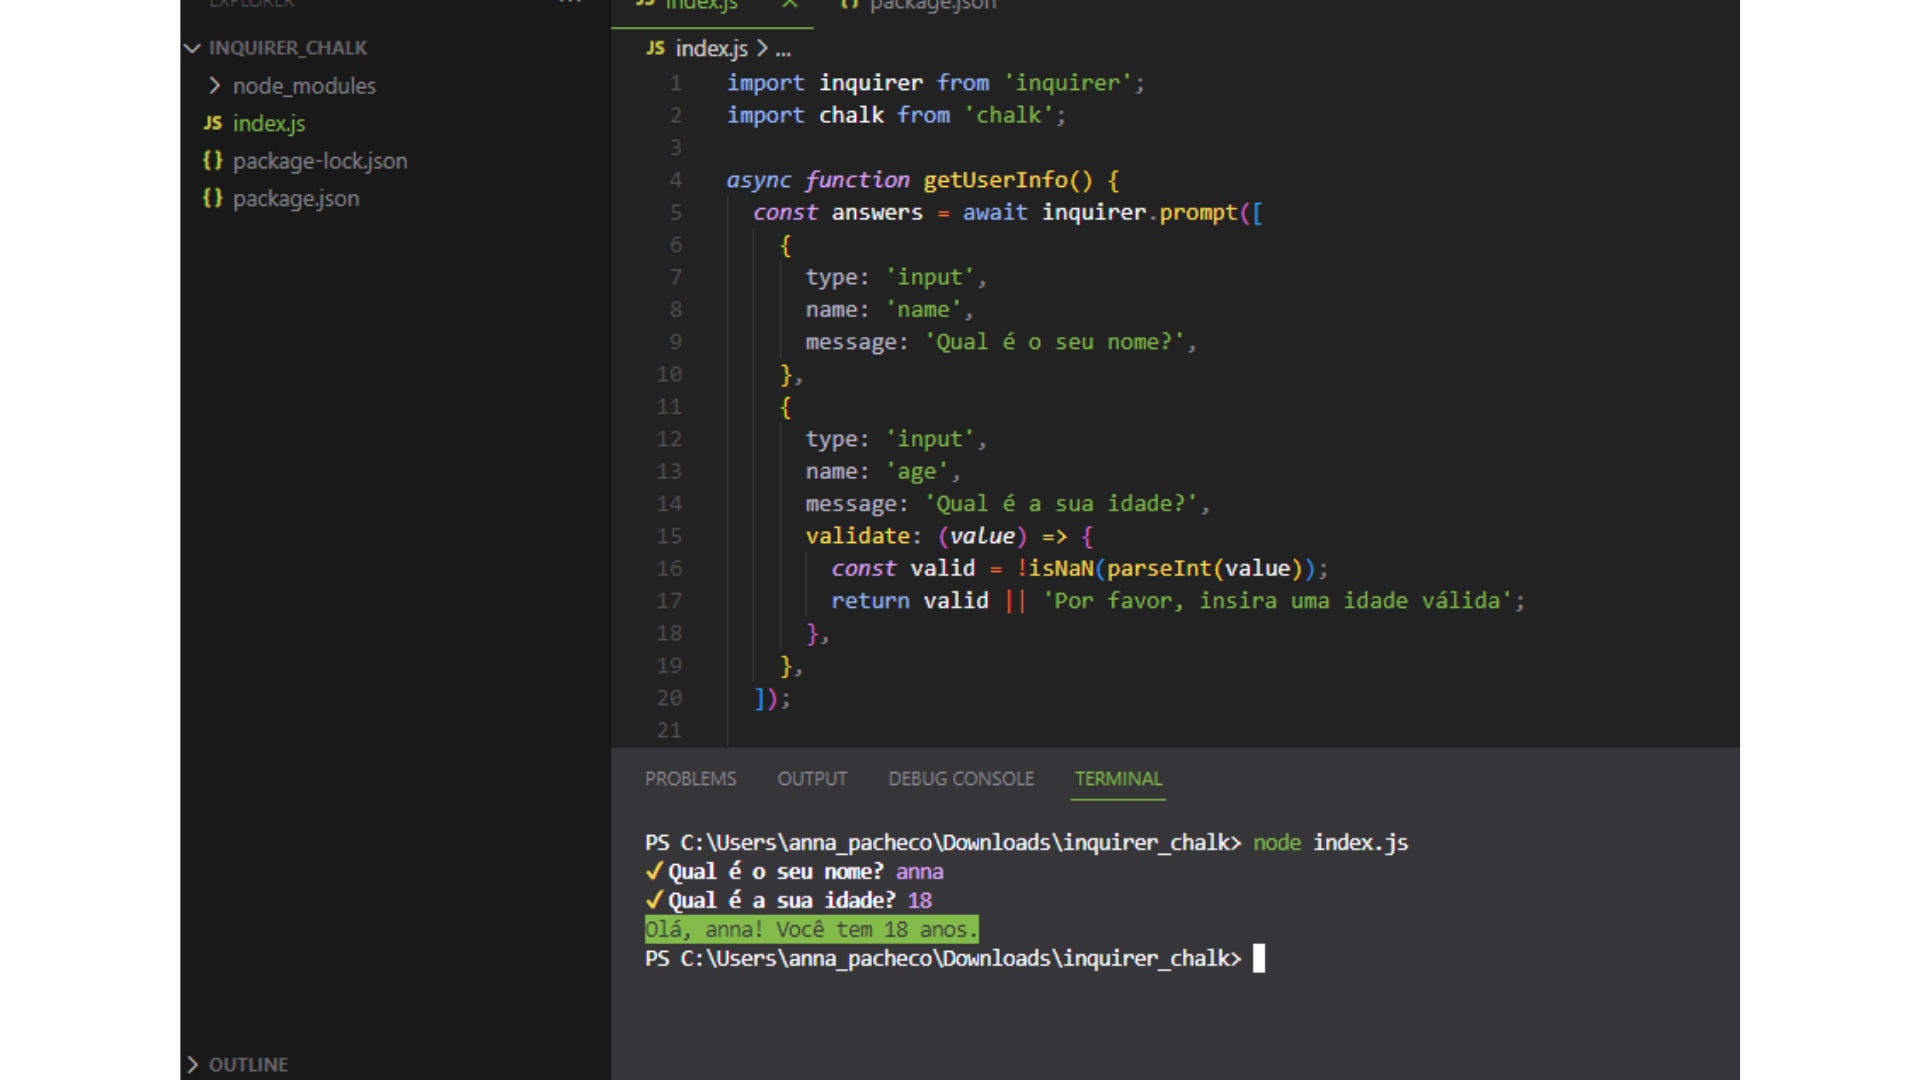 EXPLORER
INQUIRER_CHALK
node_modules
JS index.js
{} package-lock.json
{} package.json
OUTLINE
JS index.js × {} package.json
JS index.js > ...
1 import inquirer from 'inquirer';
2 import chalk from 'chalk';
3
4 async function getUserInfo() {
5 const answers = await inquirer.prompt([
6 {
7 type: 'input',
8 name: 'name',
9 message: 'Qual é o seu nome?',
10 },
11 {
12 type: 'input',
13 name: 'age',
14 message: 'Qual é a sua idade?',
15 validate: (value) => {
16 const valid = !isNaN(parseInt(value));
17 return valid || 'Por favor, insira uma idade válida';
18 },
19 },
20 ]);
21
PROBLEMS OUTPUT DEBUG CONSOLE TERMINAL
PS C:\Users\anna_pacheco\Downloads\inquirer_chalk> node index.js
✓Qual é o seu nome? anna
✓Qual é a sua idade? 18
Olá, anna! Você tem 18 anos.
PS C:\Users\anna_pacheco\Downloads\inquirer_chalk>